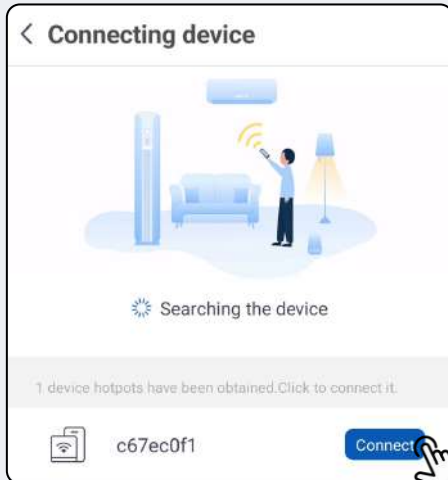 Connecting device
Searching the device
1 device hotpots have been obtained.Click to connect it.
c67ec0f1
Connect